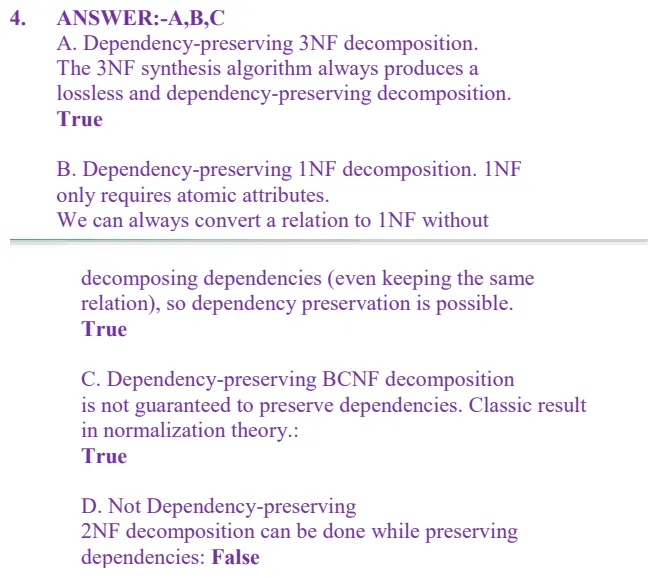 4. ANSWER:-A,B,C
A. Dependency-preserving 3NF decomposition.
The 3NF synthesis algorithm always produces a
lossless and dependency-preserving decomposition.
True
B. Dependency-preserving 1NF decomposition. 1NF
only requires atomic attributes.
We can always convert a relation to 1NF without
decomposing dependencies (even keeping the same
relation), so dependency preservation is possible.
True
C. Dependency-preserving BCNF decomposition
is not guaranteed to preserve dependencies. Classic result
in normalization theory.:
True
D. Not Dependency-preserving
2NF decomposition can be done while preserving
dependencies: False